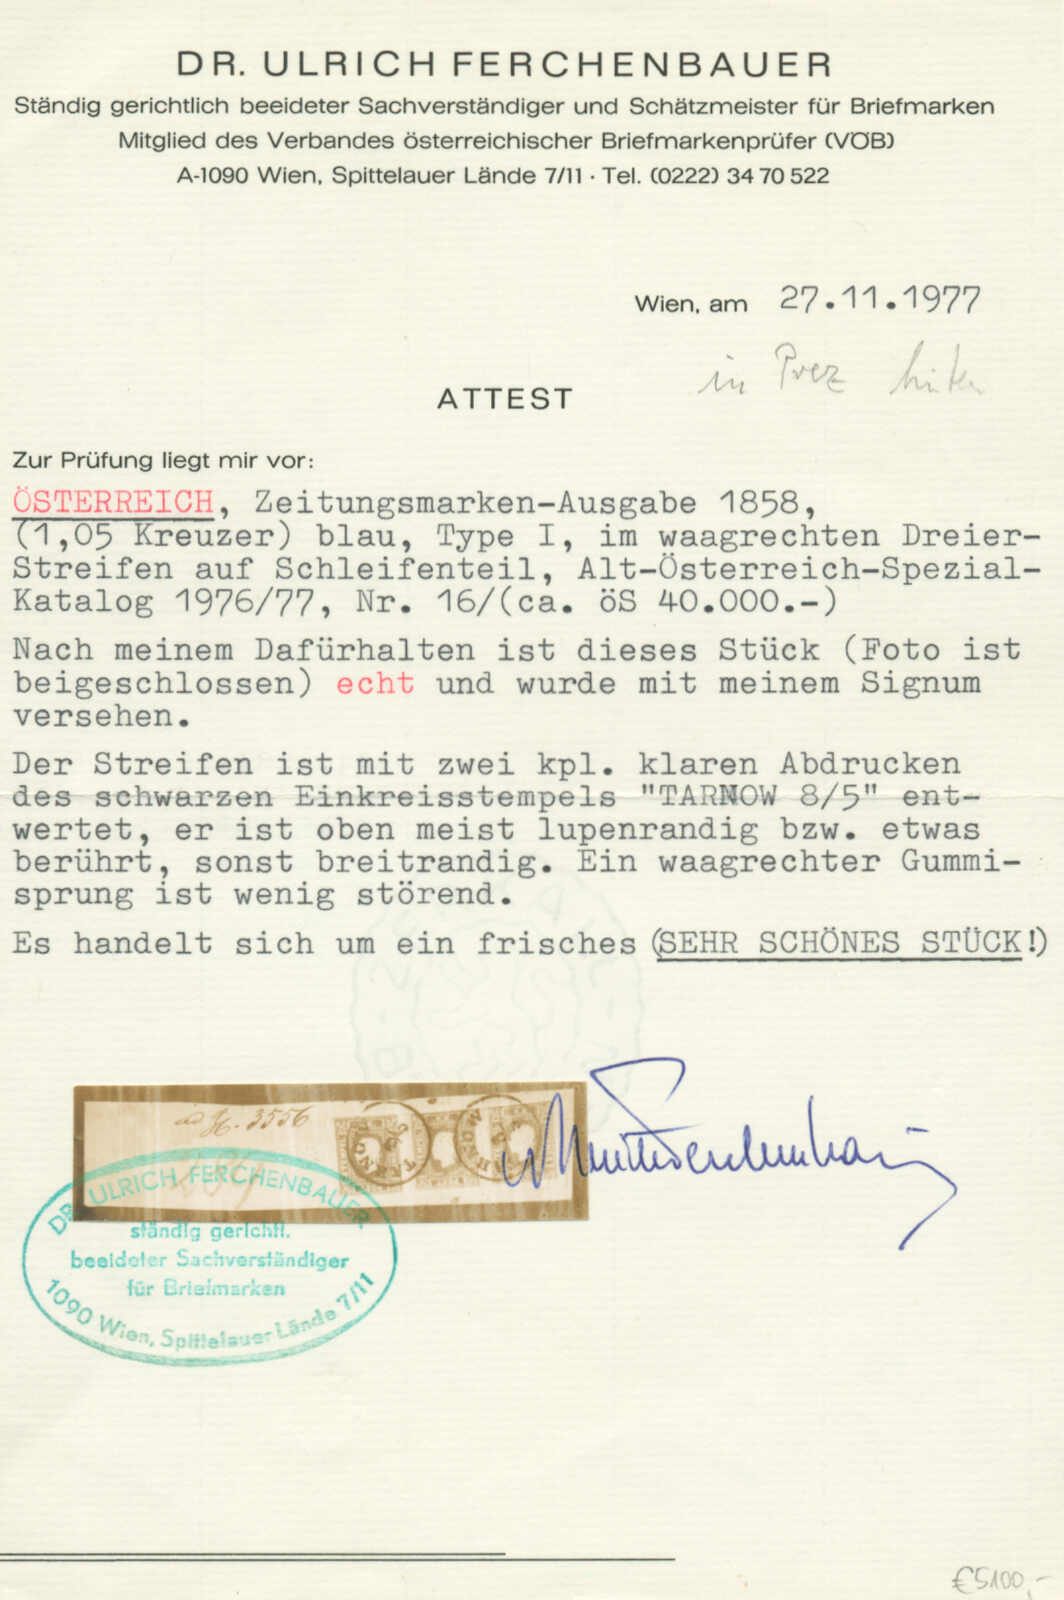 DR. ULRICH FERCHENBAUER
Ständig gerichtlich beeideter Sachverständiger und Schätzmeister für Briefmarken
Mitglied des Verbandes österreichischer Briefmarkenprüfer (VÖB)
A-1090 Wien, Spittelauer Lände 7/11 · Tel. (0222) 34 70 522
Wien, am 27.11.1977
in Prez hinten
ATTEST
Zur Prüfung liegt mir vor:
ÖSTERREICH, Zeitungsmarken-Ausgabe 1858,
(1,05 Kreuzer) blau, Type I, im waagrechten Dreier-
Streifen auf Schleifenteil, Alt-Österreich-Spezial-
Katalog 1976/77, Nr. 16/(ca. öS 40.000.-)
Nach meinem Dafürhalten ist dieses Stück (Foto ist
beigeschlossen) echt und wurde mit meinem Signum
versehen.
Der Streifen ist mit zwei kpl. klaren Abdrucken
des schwarzen Einkreisstempels "TARNOW 8/5" ent-
wertet, er ist oben meist lupenrandig bzw. etwas
berührt, sonst breitrandig. Ein waagrechter Gummi-
sprung ist wenig störend.
Es handelt sich um ein frisches (SEHR SCHÖNES STÜCK!)
3556
DR. ULRICH FERCHENBAUER
ständig gerichtl.
beeideter Sachverständiger
für Briefmarken
1090 Wien, Spittelauer Lände 7/11
€5100,-